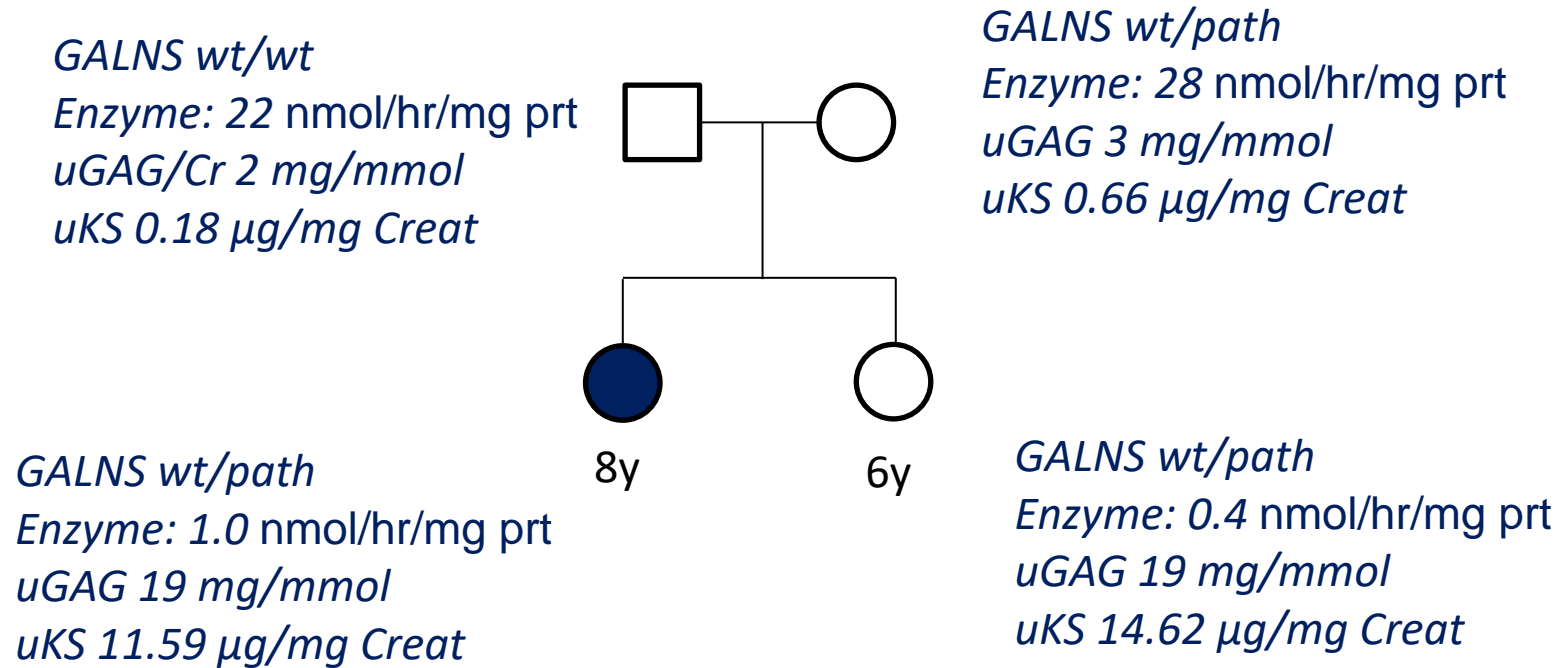 GALNS wt/wt
Enzyme: 22 nmol/hr/mg prt
uGAG/Cr 2 mg/mmol
uKS 0.18 µg/mg Creat
GALNS wt/path
Enzyme: 28 nmol/hr/mg prt
uGAG 3 mg/mmol
uKS 0.66 µg/mg Creat
8y
6y
GALNS wt/path
Enzyme: 1.0 nmol/hr/mg prt
uGAG 19 mg/mmol
uKS 11.59 µg/mg Creat
GALNS wt/path
Enzyme: 0.4 nmol/hr/mg prt
uGAG 19 mg/mmol
uKS 14.62 µg/mg Creat